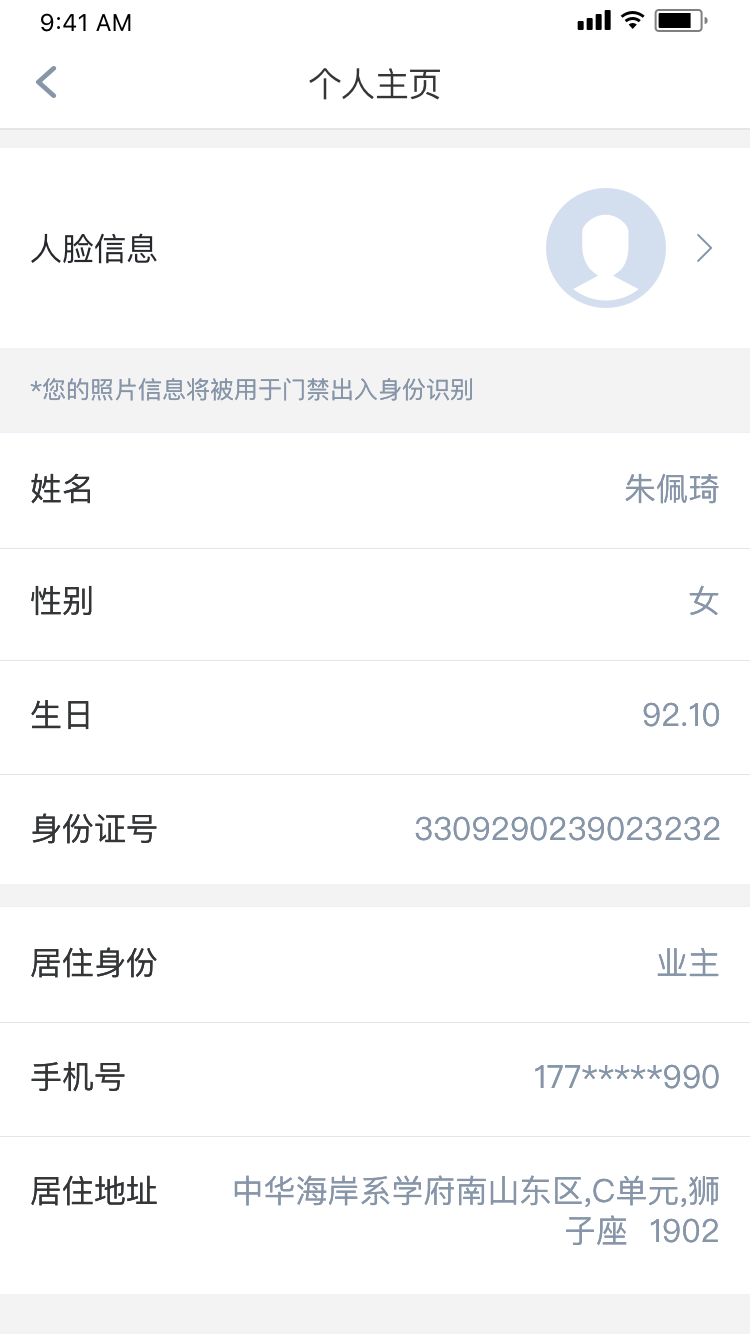 9:41 AM
个人主页
人脸信息
*您的照片信息将被用于门禁出入身份识别
姓名 朱佩琦
性别 女
生日 92.10
身份证号 3309290239023232
居住身份 业主
手机号 177*****990
居住地址 中华海岸系学府南山东区,C单元,狮
子座 1902